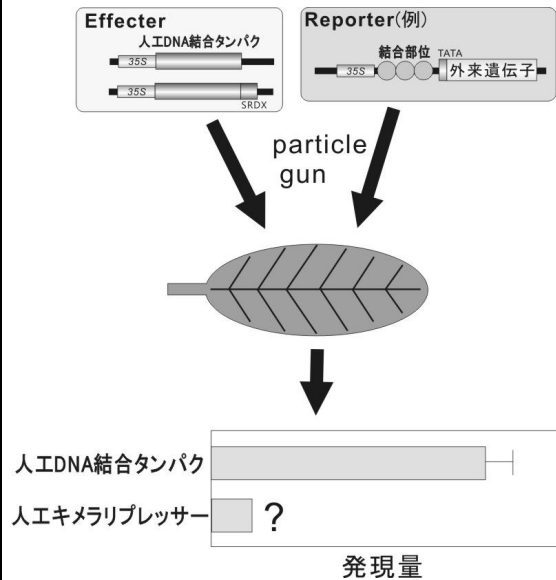 Effecter
人工DNA結合タンパク
35S
35S
SRDX
Reporter(例)
結合部位
TATA
35S
外来遺伝子
particle
gun
人工DNA結合タンパク
人工キメラリプレッサー
?
発現量